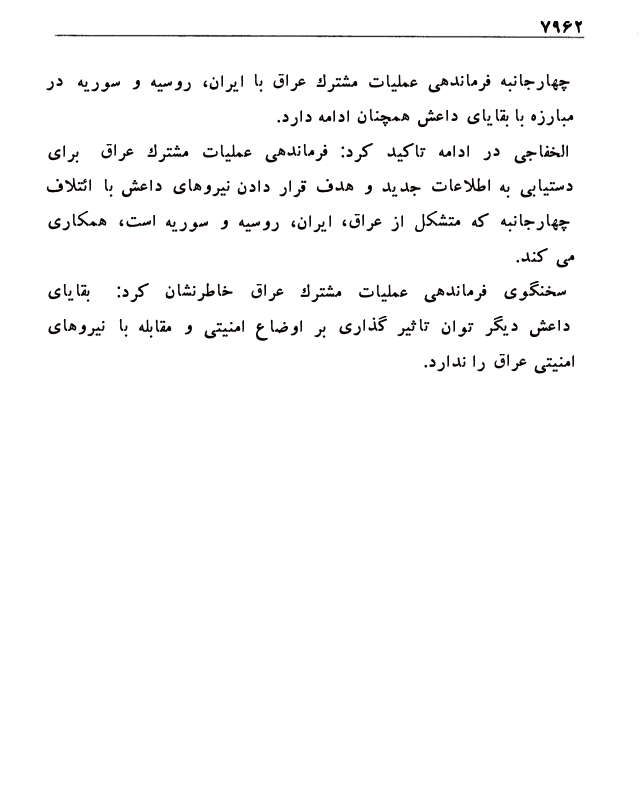 ۷۹۶۲
چهارجانبه فرماندهی عملیات مشترك عراق با ایران، روسیه و سوریه در
مبارزه با بقایای داعش همچنان ادامه دارد.
الخفاجی در ادامه تاکید کرد: فرماندهی عملیات مشترك عراق برای
دستیابی به اطلاعات جدید و هدف قرار دادن نیروهای داعش با ائتلاف
چهارجانبه که متشکل از عراق، ایران، روسیه و سوریه است، همکاری
می کند.
سخنگوی فرماندهی عملیات مشترك عراق خاطرنشان کرد: بقایای
داعش دیگر توان تاثیر گذاری بر اوضاع امنیتی و مقابله با نیروهای
امنیتی عراق را ندارد.